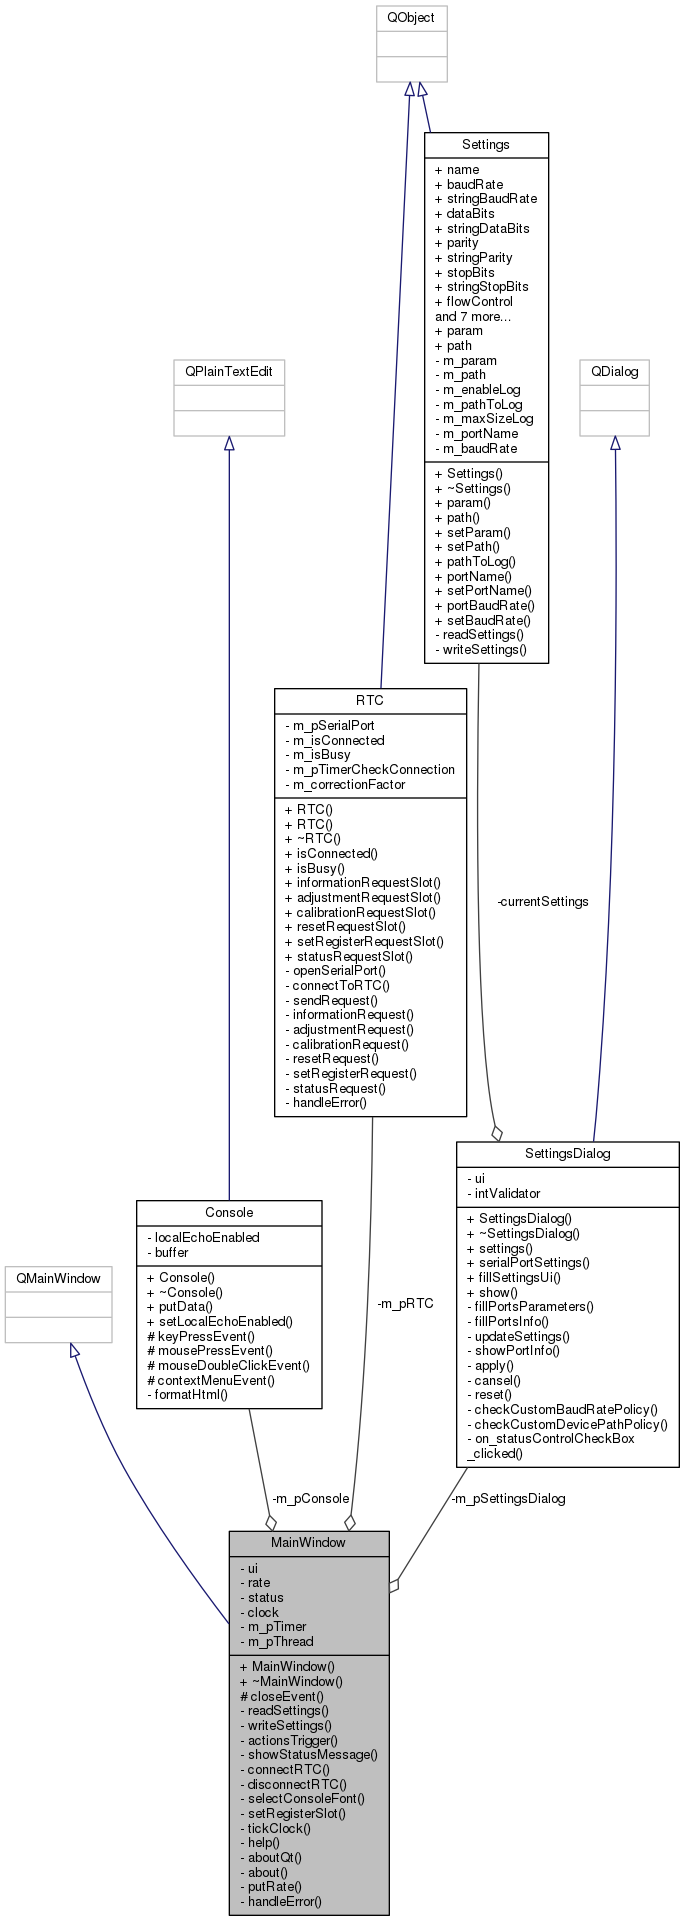 QObject
Settings
+ name
+ baudRate
+ stringBaudRate
+ dataBits
+ stringDataBits
+ parity
+ stringParity
+ stopBits
+ stringStopBits
+ flowControl
and 7 more...
+ param
+ path
- m_param
- m_path
- m_enableLog
- m_pathToLog
- m_maxSizeLog
- m_portName
- m_baudRate
+ Settings()
+ ~Settings()
+ param()
+ path()
+ setParam()
+ setPath()
+ pathToLog()
+ portName()
+ setPortName()
+ portBaudRate()
+ setBaudRate()
- readSettings()
- writeSettings()
QPlainTextEdit
QDialog
RTC
- m_pSerialPort
- m_isConnected
- m_isBusy
- m_pTimerCheckConnection
- m_correctionFactor
+ RTC()
+ RTC()
+ ~RTC()
+ isConnected()
+ isBusy()
+ informationRequestSlot()
+ adjustmentRequestSlot()
+ calibrationRequestSlot()
+ resetRequestSlot()
+ setRegisterRequestSlot()
+ statusRequestSlot()
- openSerialPort()
- connectToRTC()
- sendRequest()
- informationRequest()
- adjustmentRequest()
- calibrationRequest()
- resetRequest()
- setRegisterRequest()
- statusRequest()
- handleError()
-currentSettings
SettingsDialog
- ui
- intValidator
+ SettingsDialog()
+ ~SettingsDialog()
+ settings()
+ serialPortSettings()
+ fillSettingsUi()
+ show()
- fillPortsParameters()
- fillPortsInfo()
- updateSettings()
- showPortInfo()
- apply()
- cansel()
- reset()
- checkCustomBaudRatePolicy()
- checkCustomDevicePathPolicy()
- on_statusControlCheckBox
_clicked()
Console
- localEchoEnabled
- buffer
+ Console()
+ ~Console()
+ putData()
+ setLocalEchoEnabled()
# keyPressEvent()
# mousePressEvent()
# mouseDoubleClickEvent()
# contextMenuEvent()
- formatHtml()
QMainWindow
-m_pRTC
-m_pConsole
-m_pSettingsDialog
MainWindow
- ui
- rate
- status
- clock
- m_pTimer
- m_pThread
+ MainWindow()
+ ~MainWindow()
# closeEvent()
- readSettings()
- writeSettings()
- actionsTrigger()
- showStatusMessage()
- connectRTC()
- disconnectRTC()
- selectConsoleFont()
- setRegisterSlot()
- tickClock()
- help()
- aboutQt()
- about()
- putRate()
- handleError()